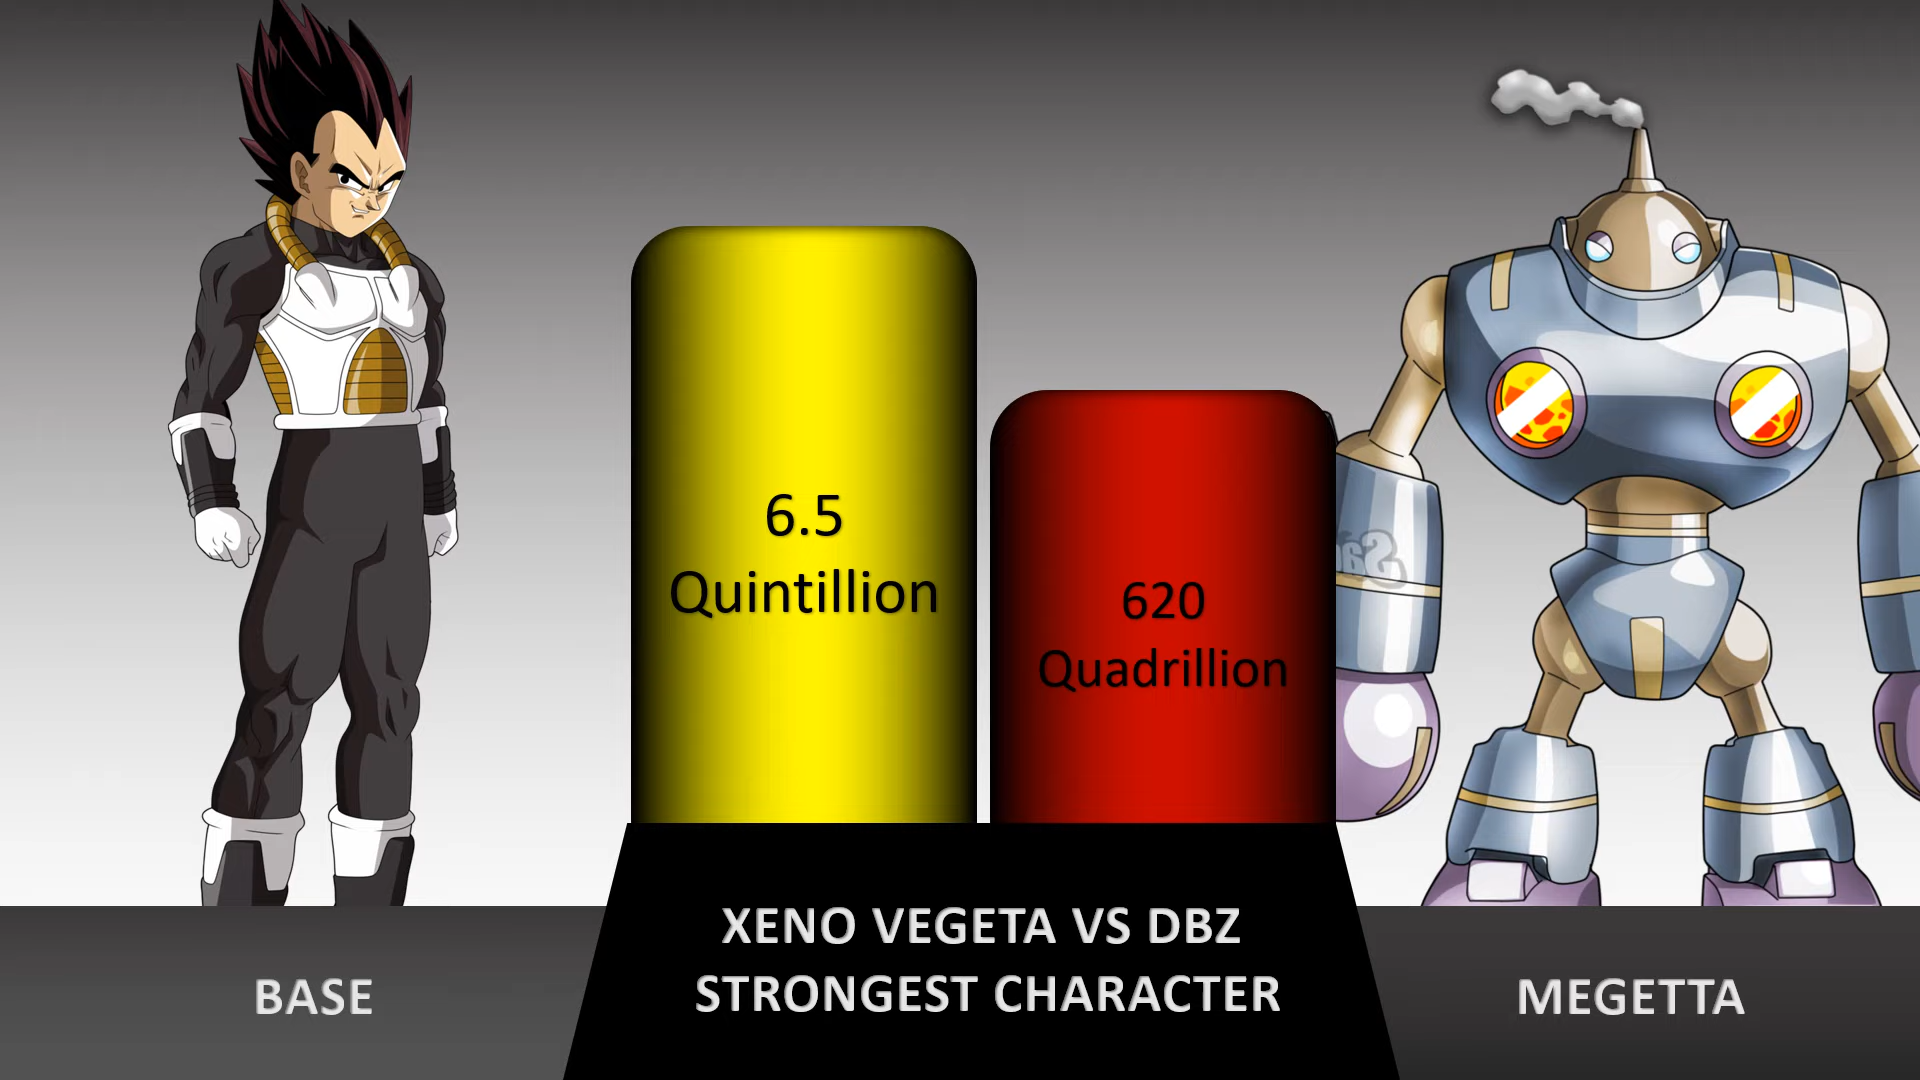 6.5
Quintillion
620
Quadrillion
XENO VEGETA VS DBZ
STRONGEST CHARACTER
BASE
MEGETTA